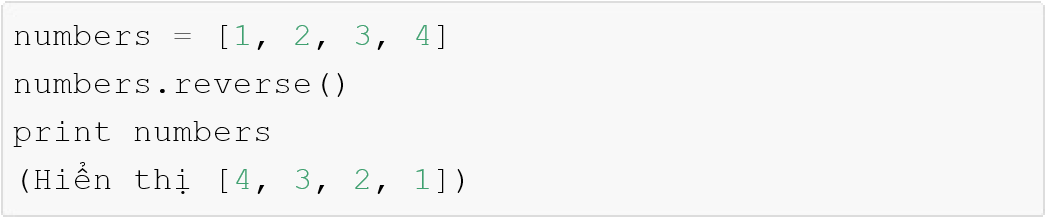 numbers = [1, 2, 3, 4]
numbers.reverse()
print numbers
(Hiển thị [4, 3, 2, 1])